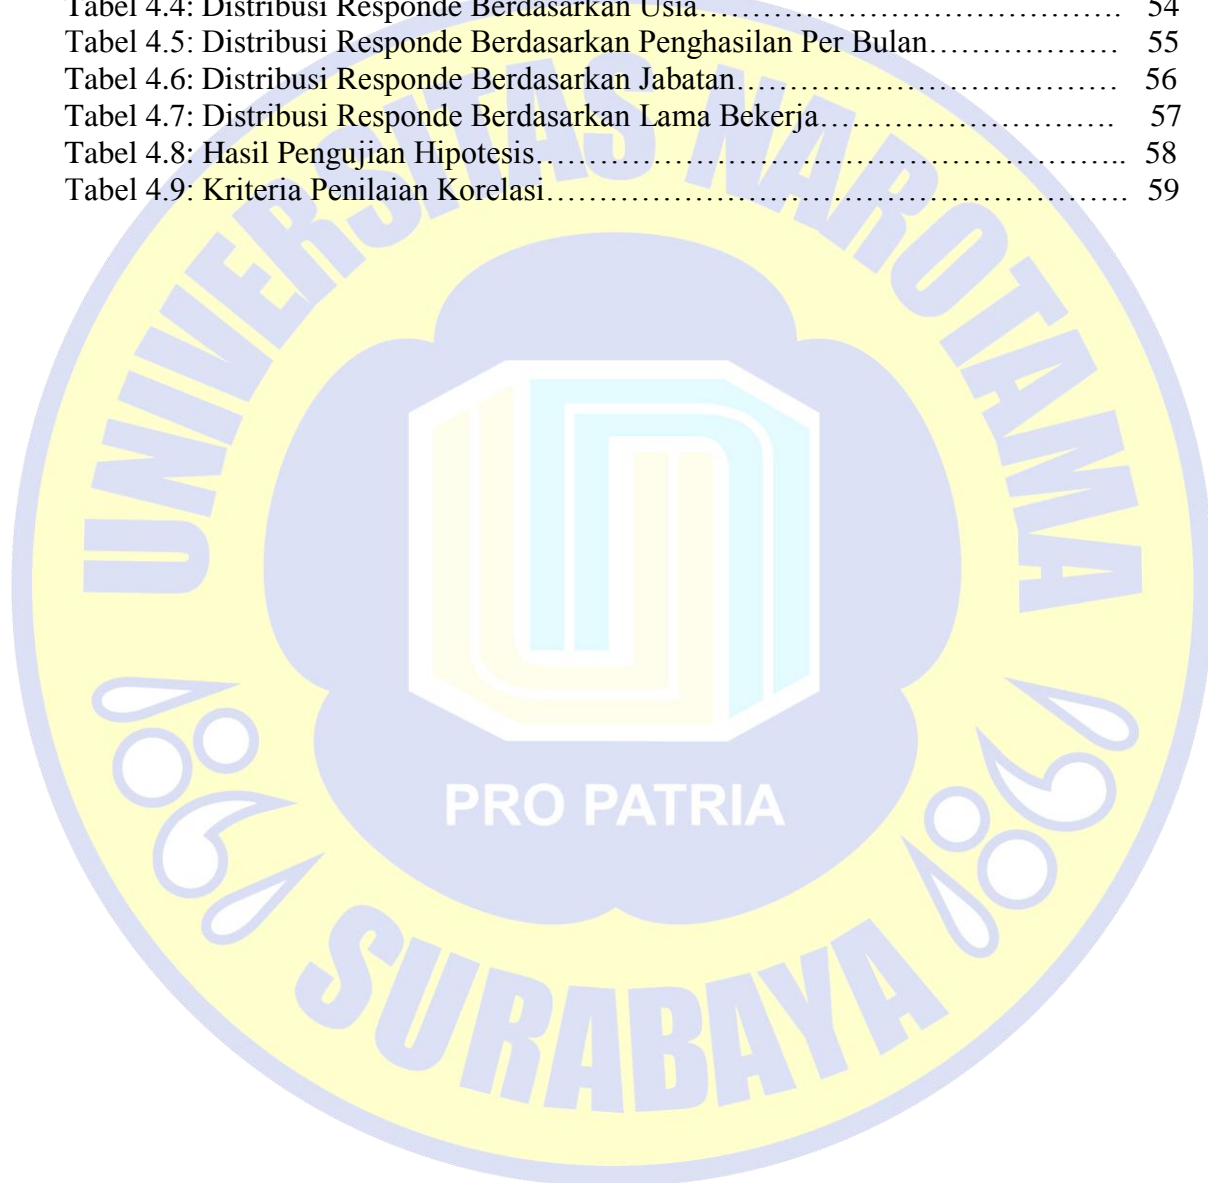 Tabel 4.4: Distribusi Responde Berdasarkan Usia……………………………………. 54
Tabel 4.5: Distribusi Responde Berdasarkan Penghasilan Per Bulan……………… 55
Tabel 4.6: Distribusi Responde Berdasarkan Jabatan……………………………… 56
Tabel 4.7: Distribusi Responde Berdasarkan Lama Bekerja………………………. 57
Tabel 4.8: Hasil Pengujian Hipotesis………………………………………………….. 58
Tabel 4.9: Kriteria Penilaian Korelasi…………………………………………………. 59
UNIVERSITAS NAROTAMA
PRO PATRIA
SURABAYA